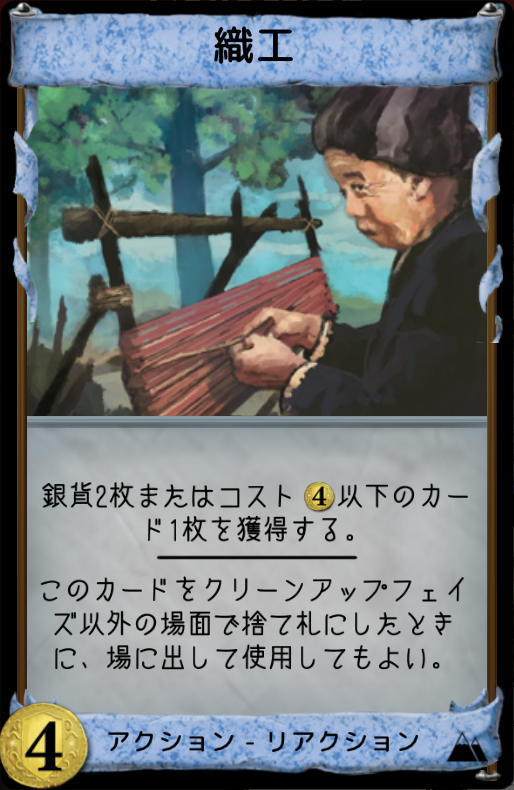 織工
銀貨2枚またはコスト 4 以下のカー
ド1枚を獲得する。
このカードをクリーンアップフェイ
ズ以外の場面で捨て札にしたとき
に、場に出して使用してもよい。
4
アクション - リアクション